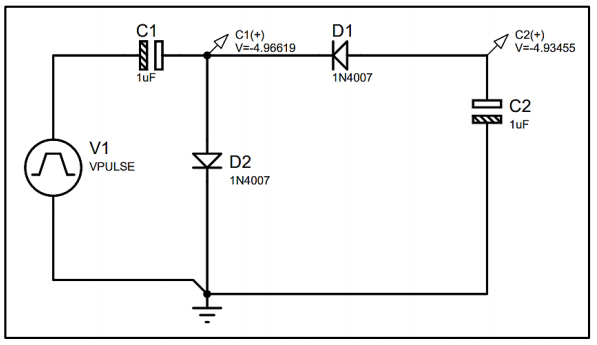 C1
1uF
C1(+)
V=-4.96619
D1
1N4007
C2(+)
V=-4.93455
C2
1uF
V1
VPULSE
D2
1N4007